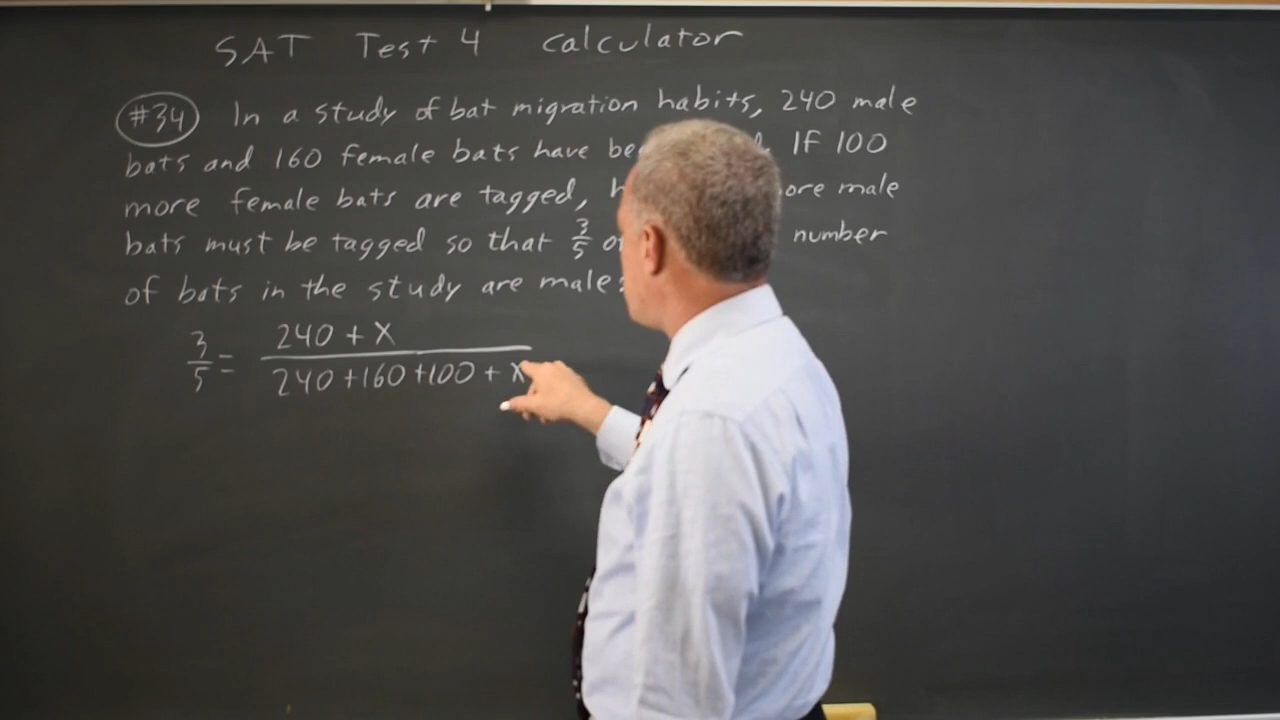 SAT Test 4 calculator
#34 In a study of bat migration habits, 240 male
bats and 160 female bats have If 100
more female bats are tagged, male
bats must be tagged so that 3/5 number
of bats in the study are male?
3/5 = (240 + X)/(240 + 160 + 100 + X)